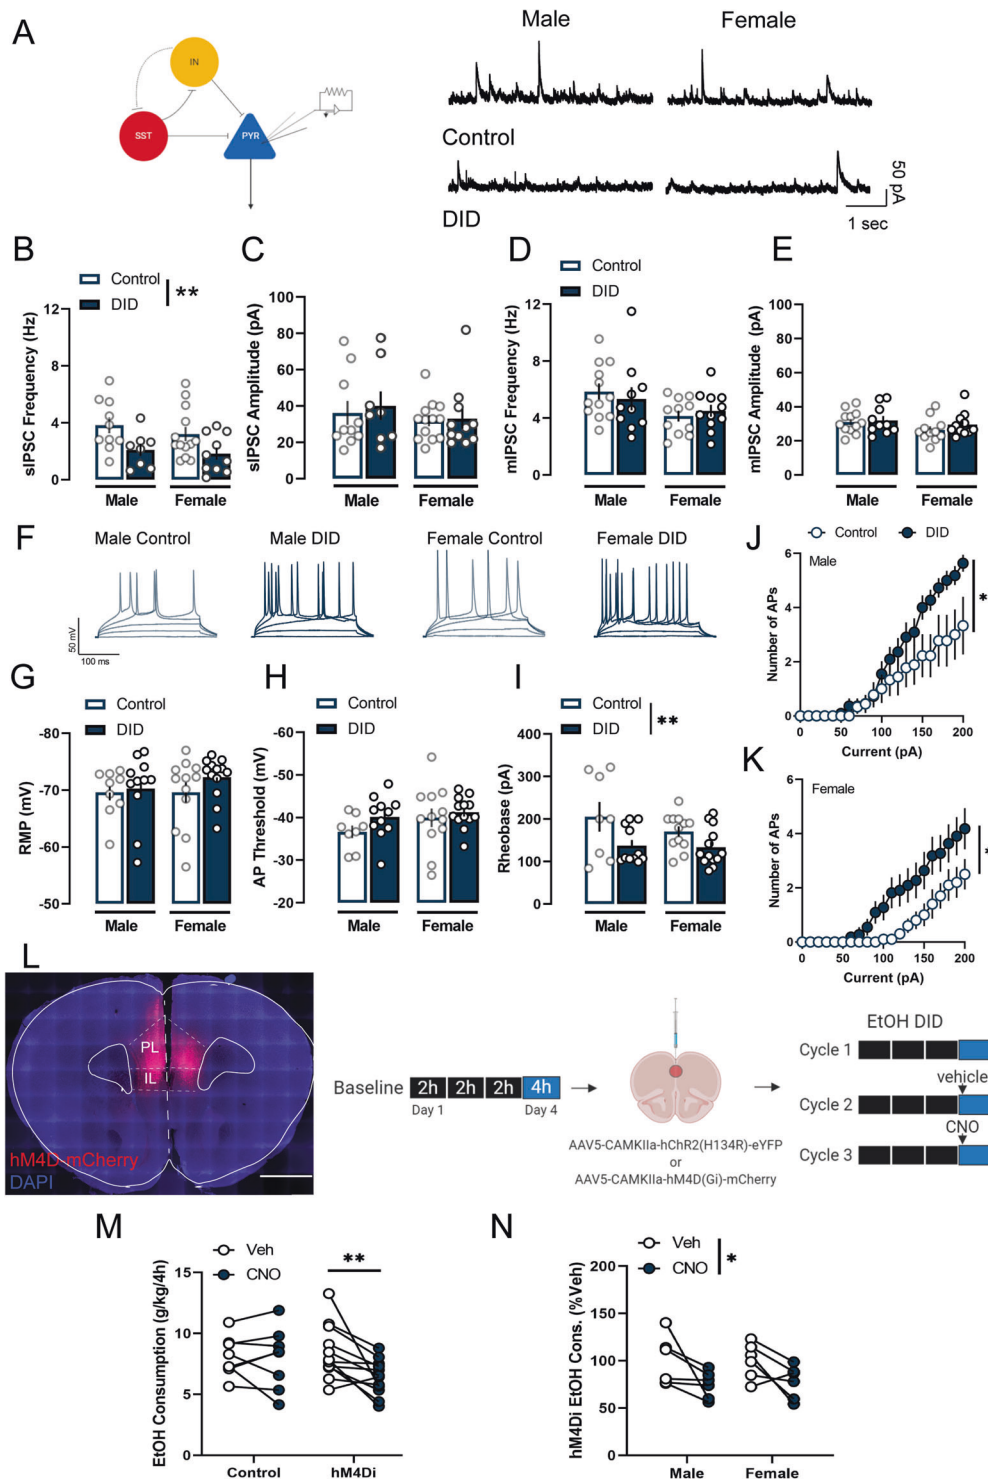 A
IN
SST
PYR
Male Female
Control
DID
50 pA
1 sec
B
Control
DID
**
sIPSC Frequency (Hz)
12
8
4
0
Male Female
C
sIPSC Amplitude (pA)
100
80
60
40
20
0
Male Female
D
Control
DID
mIPSC Frequency (Hz)
12
8
4
0
Male Female
E
mIPSC Amplitude (pA)
100
80
60
40
20
0
Male Female
F
Male Control Male DID Female Control Female DID
50 mV
100 ms
G
Control
DID
RMP (mV)
-80
-70
-60
-50
Male Female
H
Control
DID
AP Threshold (mV)
-60
-50
-40
-30
-20
Male Female
I
Control
DID
**
Rheobase (pA)
400
300
200
100
0
Male Female
J
Control DID
Male
Number of APs
6
4
2
0
*
0 50 100 150 200
Current (pA)
K
Female
Number of APs
6
4
2
0
*
0 50 100 150 200
Current (pA)
L
PL
IL
hM4D-mCherry
DAPI
Baseline 2h 2h 2h 4h
Day 1 Day 4
AAV5-CAMKIIa-hChR2(H134R)-eYFP
or
AAV5-CAMKIIa-hM4D(Gi)-mCherry
EtOH DID
Cycle 1
vehicle
Cycle 2
CNO
Cycle 3
M
Veh
CNO
**
EtOH Consumption (g/kg/4h)
15
10
5
0
Control hM4Di
N
Veh
CNO
*
hM4Di EtOH Cons. (%Veh)
200
150
100
50
0
Male Female